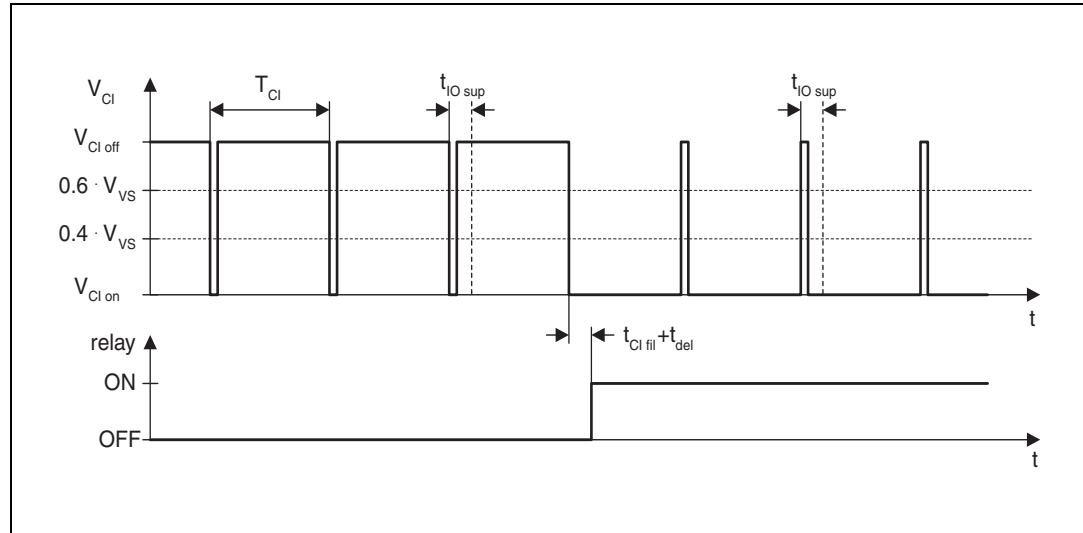 V_CI T_CI t_IO sup t_IO sup
V_CI off
0.6 · V_VS
0.4 · V_VS
V_CI on
t
relay t_CI fil+t_del
ON
OFF
t